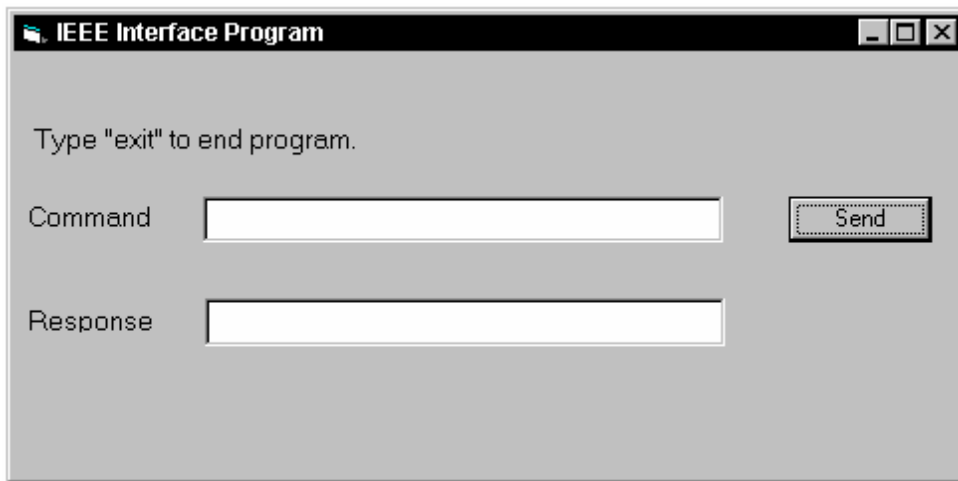 IEEE Interface Program
Type "exit" to end program.
Command
Send
Response